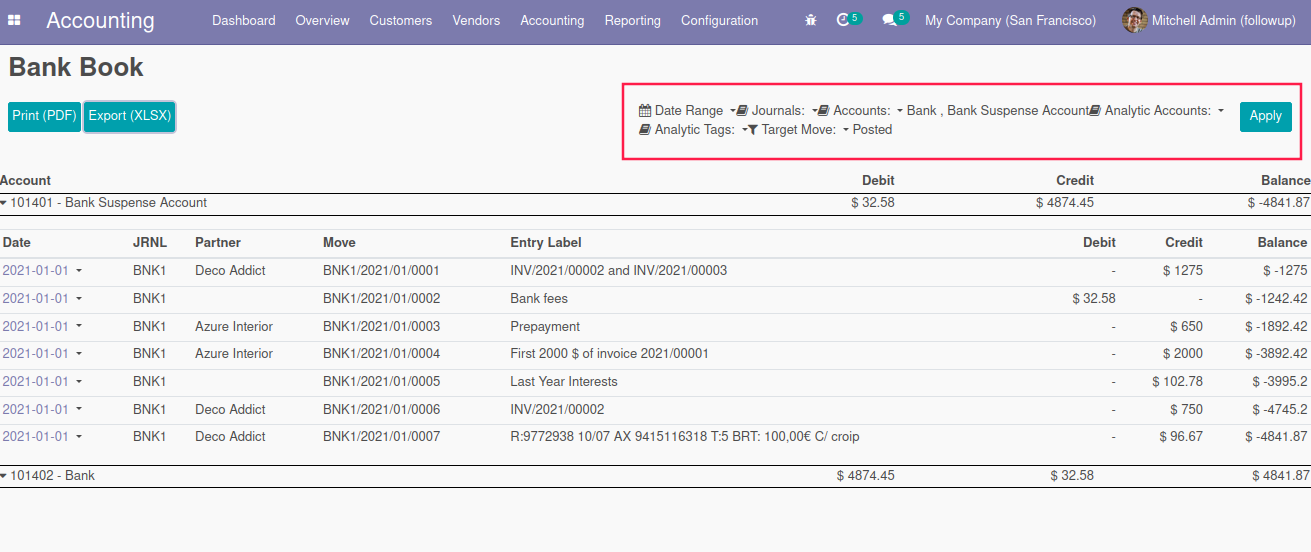 Accounting Dashboard Overview Customers Vendors Accounting Reporting Configuration 5 5 My Company (San Francisco) Mitchell Admin (followup)
Bank Book
Print (PDF) Export (XLSX)
Date Range Journals: Accounts: Bank , Bank Suspense Account Analytic Accounts:
Analytic Tags: Target Move: Posted
Apply
Account Debit Credit Balance
101401 - Bank Suspense Account $ 32.58 $ 4874.45 $ -4841.87
Date JRNL Partner Move Entry Label Debit Credit Balance
2021-01-01 BNK1 Deco Addict BNK1/2021/01/0001 INV/2021/00002 and INV/2021/00003 - $ 1275 $ -1275
2021-01-01 BNK1 BNK1/2021/01/0002 Bank fees $ 32.58 - $ -1242.42
2021-01-01 BNK1 Azure Interior BNK1/2021/01/0003 Prepayment - $ 650 $ -1892.42
2021-01-01 BNK1 Azure Interior BNK1/2021/01/0004 First 2000 $ of invoice 2021/00001 - $ 2000 $ -3892.42
2021-01-01 BNK1 BNK1/2021/01/0005 Last Year Interests - $ 102.78 $ -3995.2
2021-01-01 BNK1 Deco Addict BNK1/2021/01/0006 INV/2021/00002 - $ 750 $ -4745.2
2021-01-01 BNK1 Deco Addict BNK1/2021/01/0007 R:9772938 10/07 AX 9415116318 T:5 BRT: 100,00€ C/ croip - $ 96.67 $ -4841.87
101402 - Bank $ 4874.45 $ 32.58 $ 4841.87